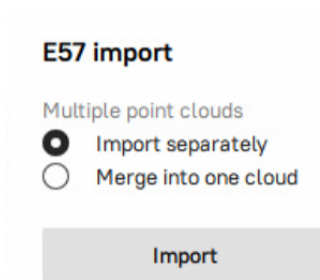 E57 import
Multiple point clouds
Import separately
Merge into one cloud
Import